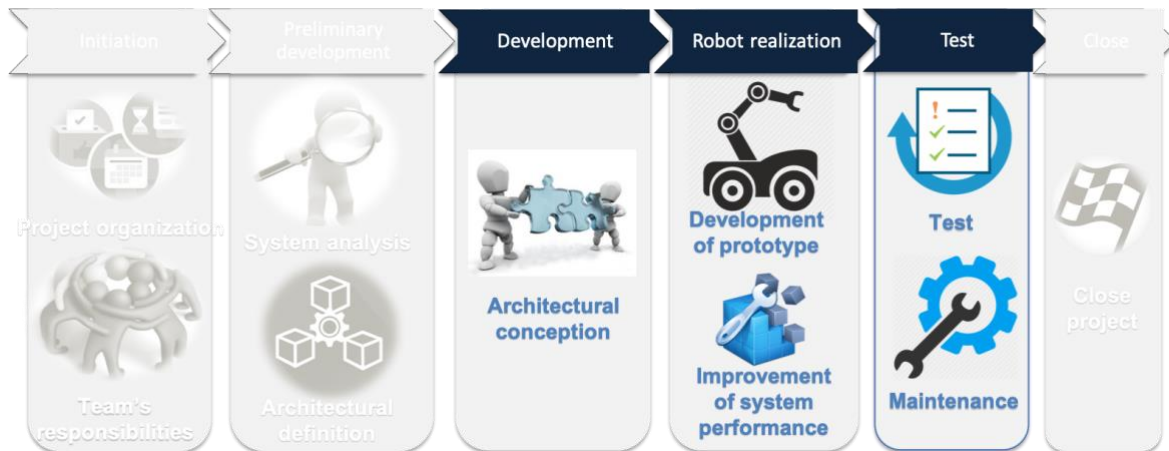 Initiation
Preliminary
development
Development
Robot realization
Test
Close
Project organization
Team's
responsibilities
System analysis
Architectural
definition
Architectural
conception
Development
of prototype
Improvement
of system
performance
Test
Maintenance
Close
project